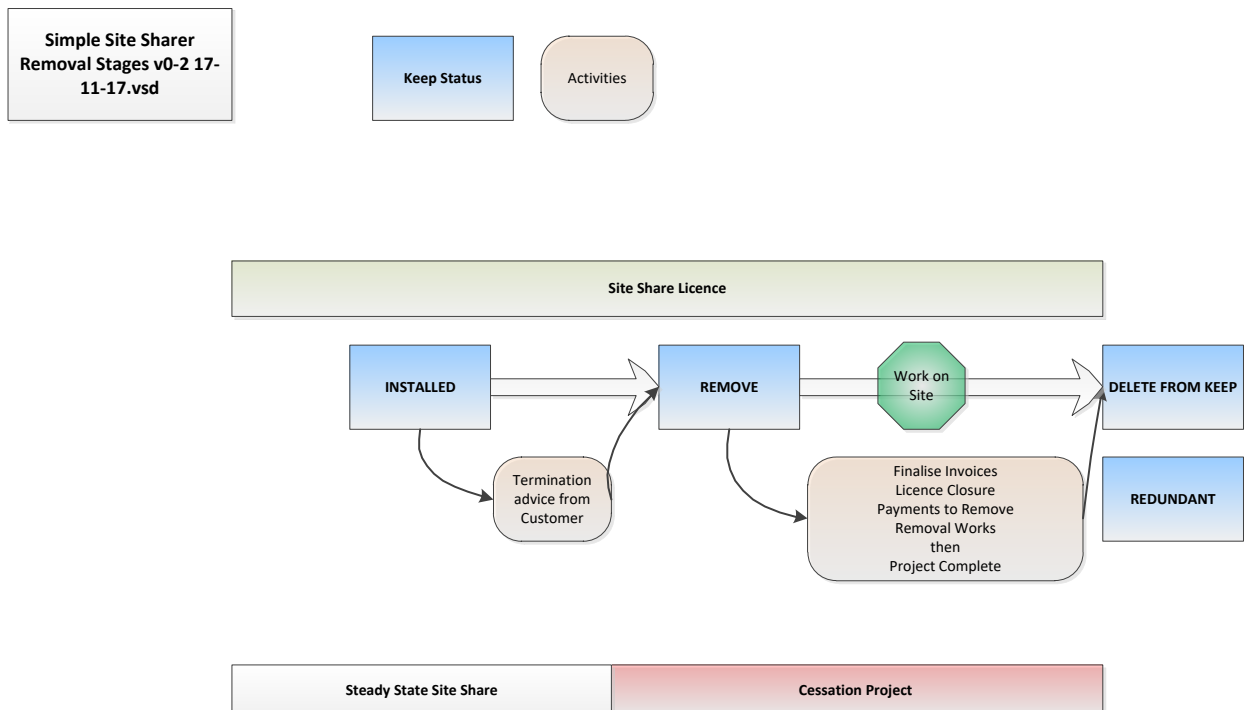 Simple Site Sharer
Removal Stages v0-2 17-
11-17.vsd
Keep Status
Activities
Site Share Licence
INSTALLED
REMOVE
Work on
Site
DELETE FROM KEEP
Termination
advice from
Customer
Finalise Invoices
Licence Closure
Payments to Remove
Removal Works
then
Project Complete
REDUNDANT
Steady State Site Share
Cessation Project